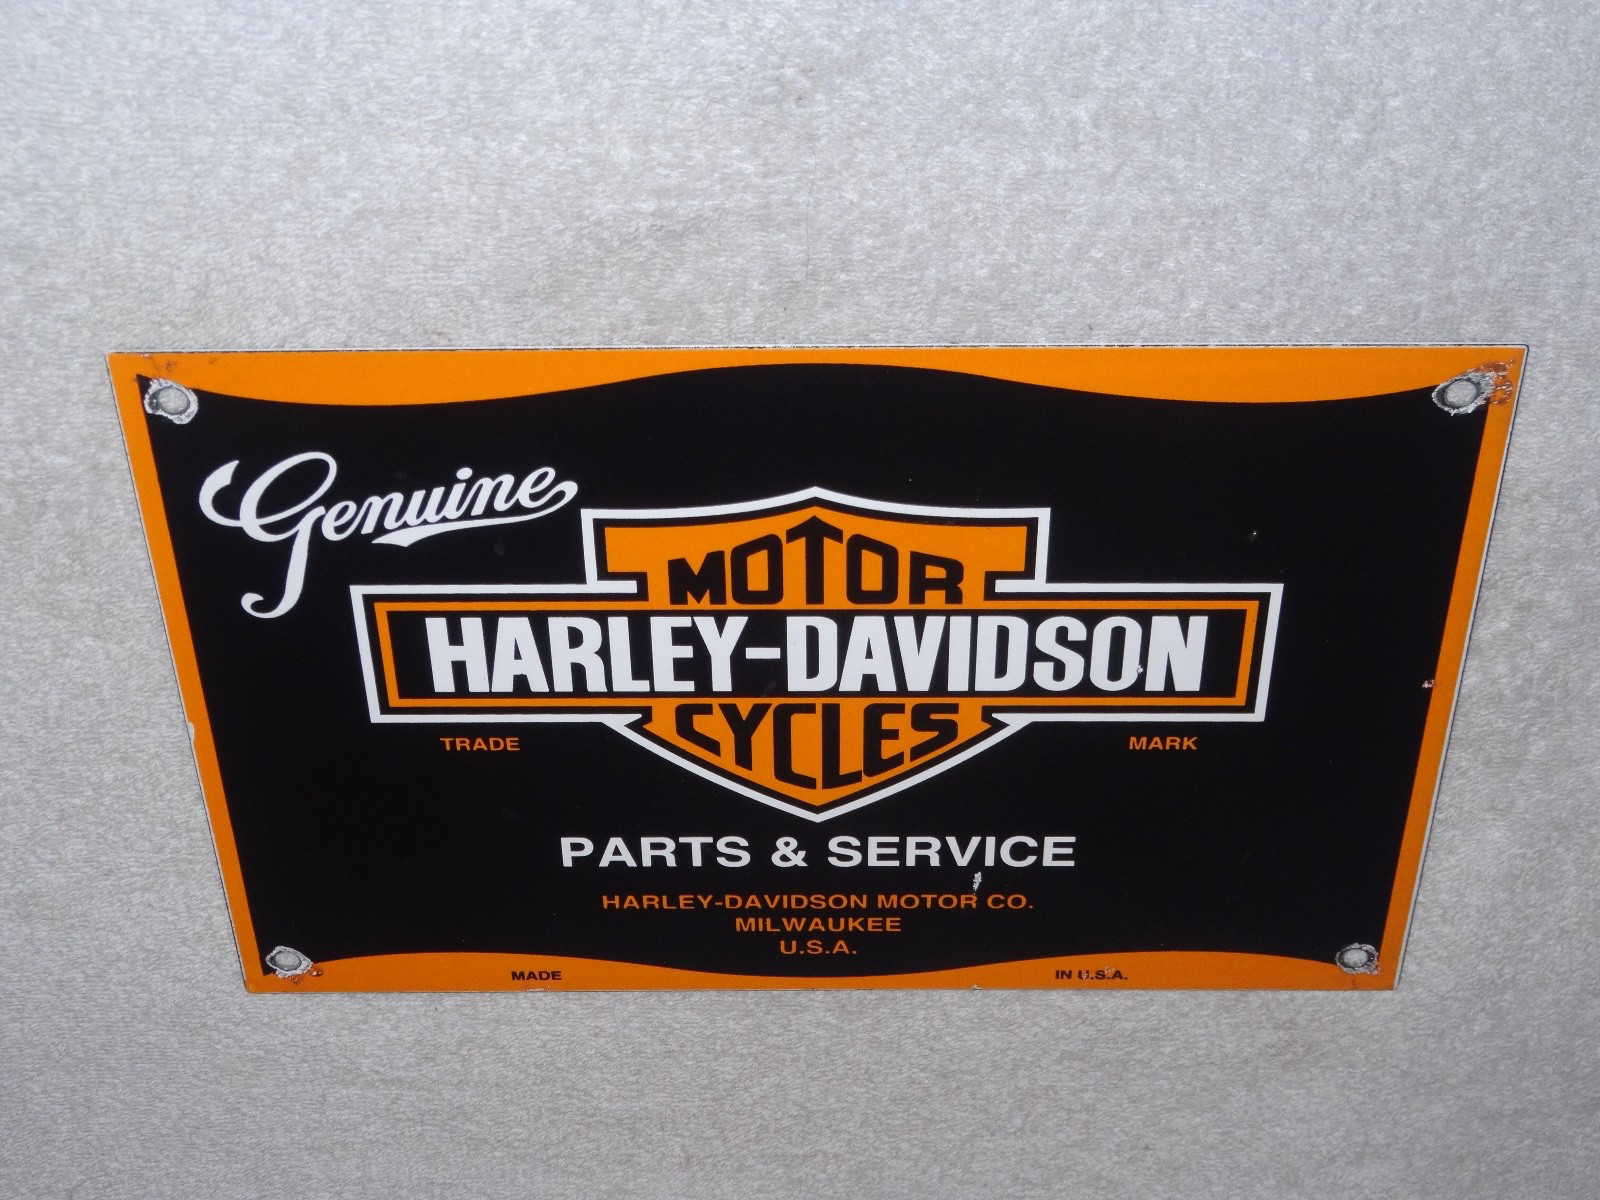 Genuine
MOTOR
HARLEY-DAVIDSON
CYCLES
TRADE MARK
PARTS & SERVICE
HARLEY-DAVIDSON MOTOR CO.
MILWAUKEE
U.S.A.
MADE IN U.S.A.